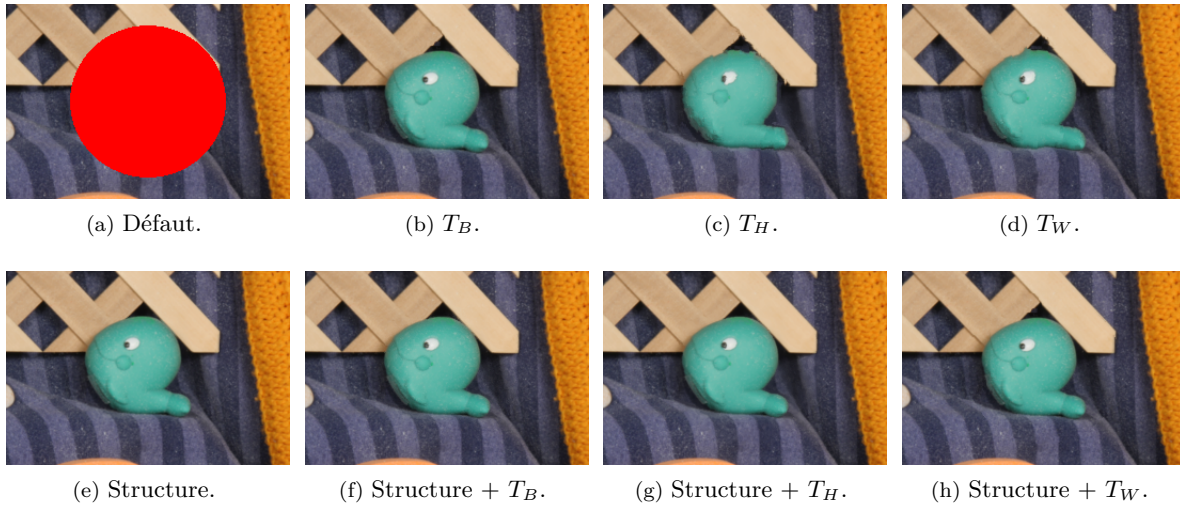 (a) Défaut.
(b) T_B.
(c) T_H.
(d) T_W.
(e) Structure.
(f) Structure + T_B.
(g) Structure + T_H.
(h) Structure + T_W.